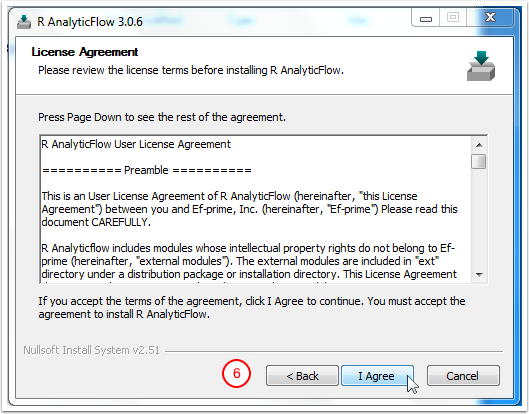 R AnalyticFlow 3.0.6
License Agreement
Please review the license terms before installing R AnalyticFlow.
Press Page Down to see the rest of the agreement.
R AnalyticFlow User License Agreement
========== Preamble ==========
This is an User License Agreement of R AnalyticFlow (hereinafter, "this License
Agreement") between you and Ef-prime, Inc. (hereinafter, "Ef-prime") Please read this
document CAREFULLY.
R Analyticflow includes modules whose intellectual property rights do not belong to Ef-
prime (hereinafter, "external modules"). The external modules are included in "ext"
directory under a distribution package or installation directory. This License Agreement
If you accept the terms of the agreement, click I Agree to continue. You must accept the
agreement to install R AnalyticFlow.
Nullsoft Install System v2.51
6
< Back
I Agree
Cancel